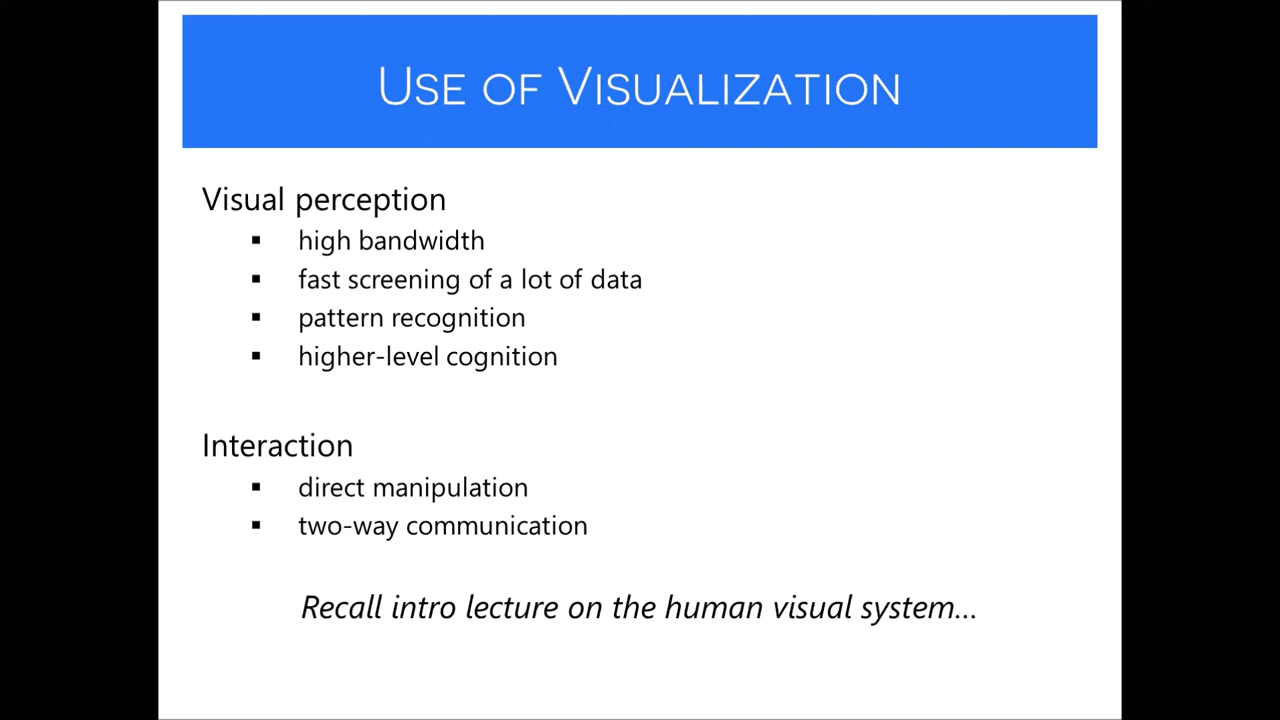 USE OF VISUALIZATION
Visual perception
▪ high bandwidth
▪ fast screening of a lot of data
▪ pattern recognition
▪ higher-level cognition
Interaction
▪ direct manipulation
▪ two-way communication
Recall intro lecture on the human visual system...